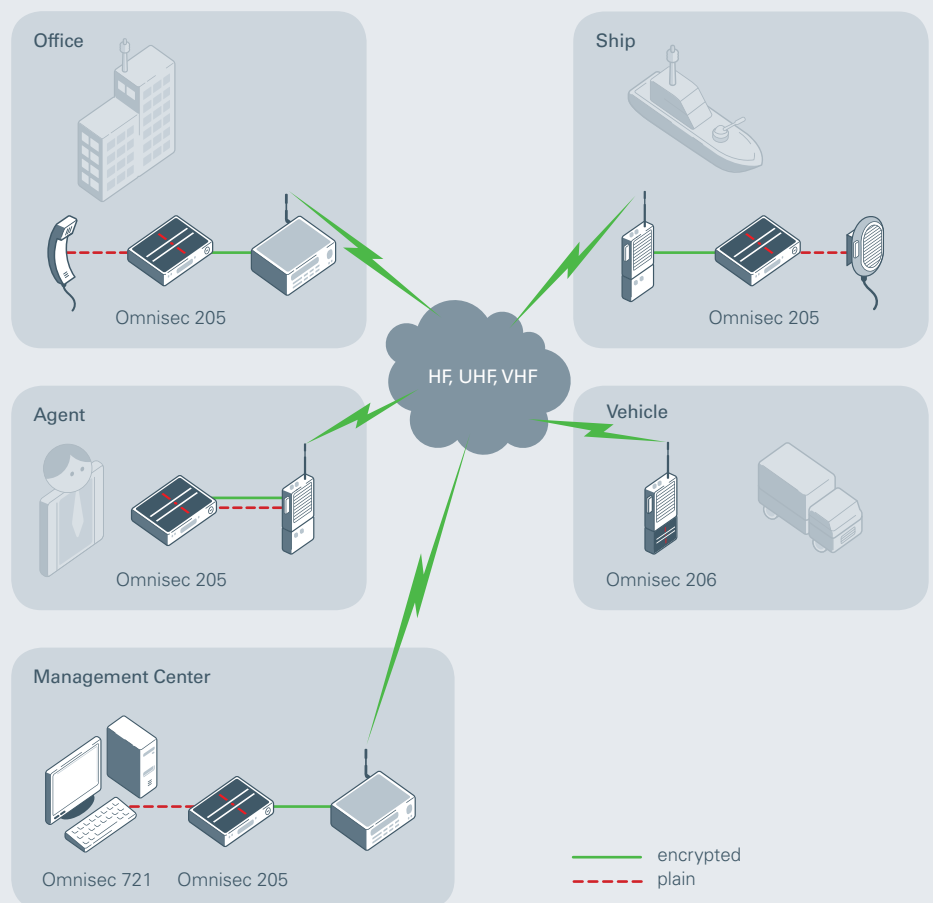 Office
Omnisec 205
Ship
Omnisec 205
HF, UHF, VHF
Agent
Omnisec 205
Vehicle
Omnisec 206
Management Center
Omnisec 721
Omnisec 205
encrypted
plain